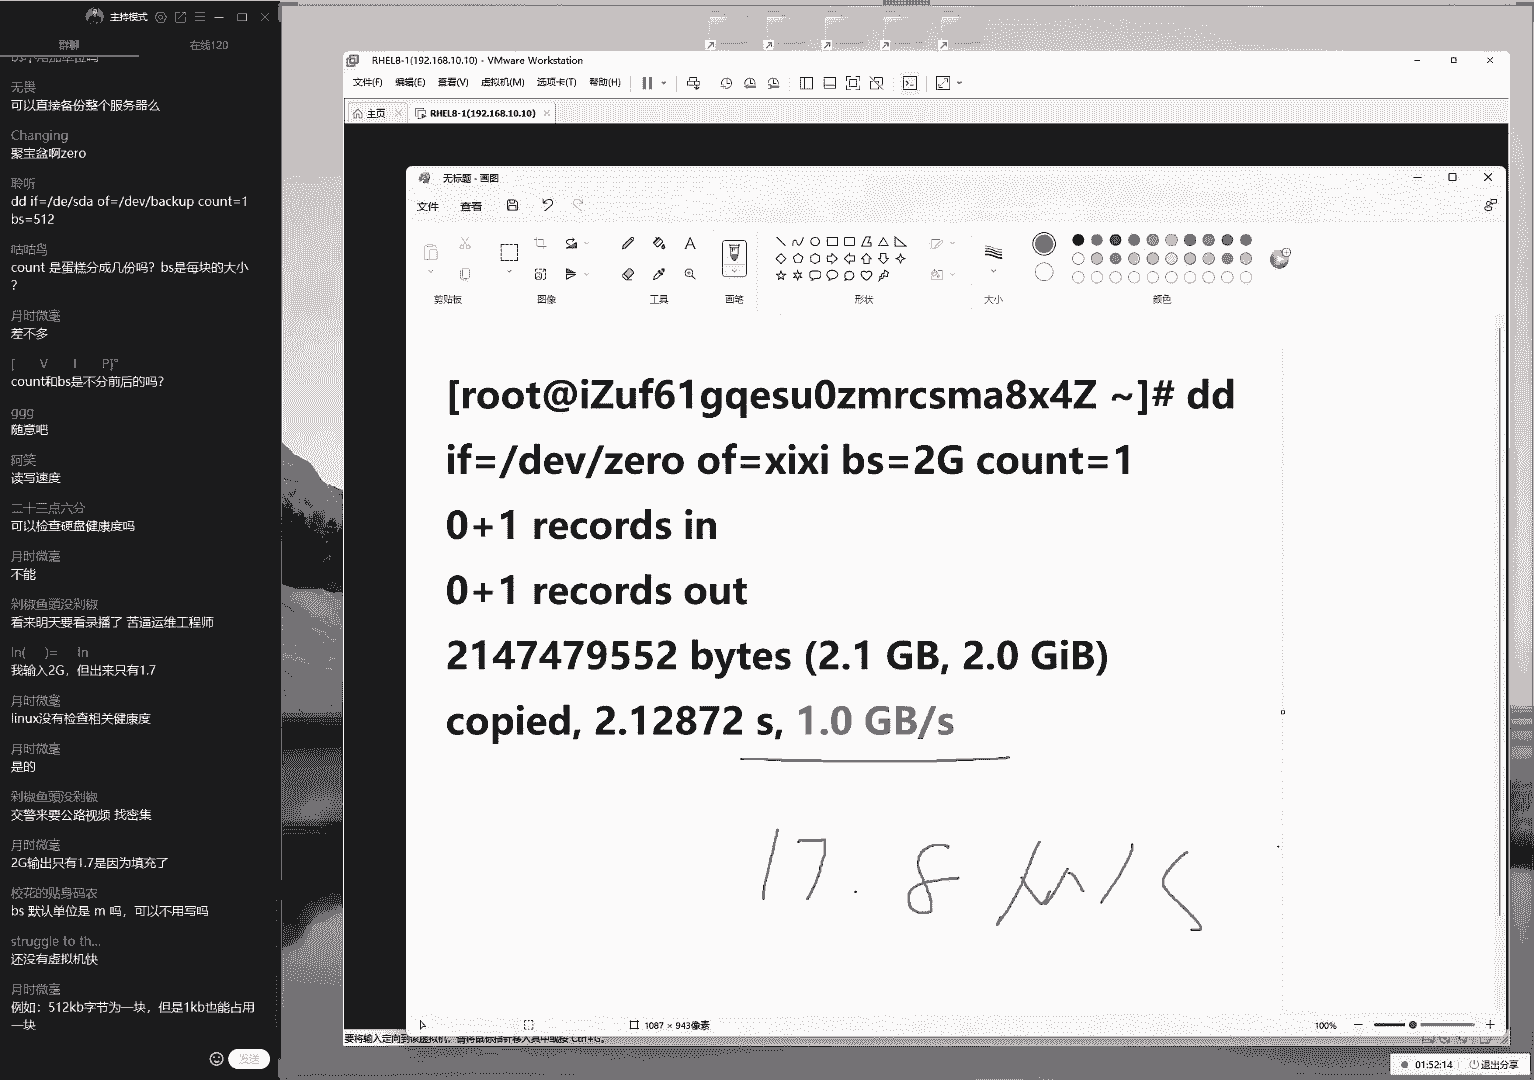 主持模式
群聊 在线120
无畏
可以直接备份整个服务器么
Changing
聚宝盆啊zero
聆听
dd if=/de/sda of=/dev/backup count=1
bs=512
咕咕鸟
count 是蛋糕分成几份吗？bs是每块的大小
？
月时微毫
差不多
[ V I P]°
count和bs是不分前后的吗？
ggg
随意吧
阿笑
读写速度
二十三点六分
可以检查硬盘健康度吗
月时微毫
不能
剁椒鱼頭没剁椒
看来明天要看录播了 苦逼运维工程师
ln( )= ln
我输入2G，但出来只有1.7
月时微毫
linux没有检查相关健康度
月时微毫
是的
剁椒鱼頭没剁椒
交警来要公路视频 找密集
月时微毫
2G输出只有1.7是因为填充了
校花的贴身码农
bs 默认单位是 m 吗，可以不用写吗
struggle to th...
还没有虚拟机快
月时微毫
例如：512kb字节为一块，但是1kb也能占用
一块
发送
RHEL8-1(192.168.10.10) - VMware Workstation
文件(F) 编辑(E) 查看(V) 虚拟机(M) 选项卡(T) 帮助(H)
主页 RHEL8-1(192.168.10.10)
无标题 - 画图
文件 查看
剪贴板 图像 工具 画笔 形状 大小 颜色
[root@iZuf61gqesu0zmrcsma8x4Z ~]# dd
if=/dev/zero of=xixi bs=2G count=1
0+1 records in
0+1 records out
2147479552 bytes (2.1 GB, 2.0 GiB)
copied, 2.12872 s, 1.0 GB/s
17.8 M/S
1087 × 943像素 100%
01:52:14 退出分享